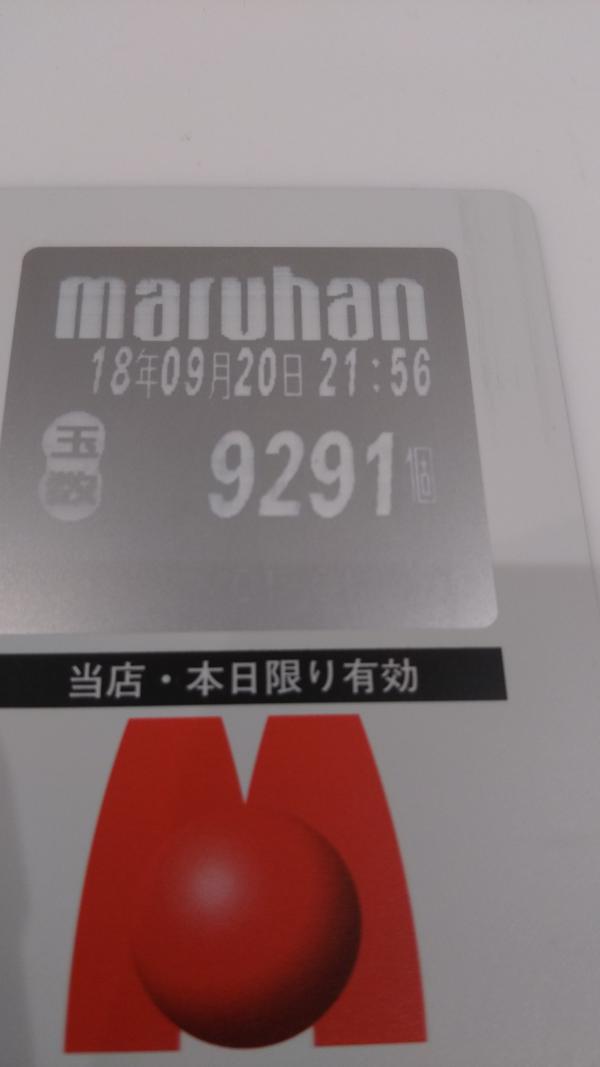 maruhan
18年09月20日 21:56
玉数 9291個
当店・本日限り有効